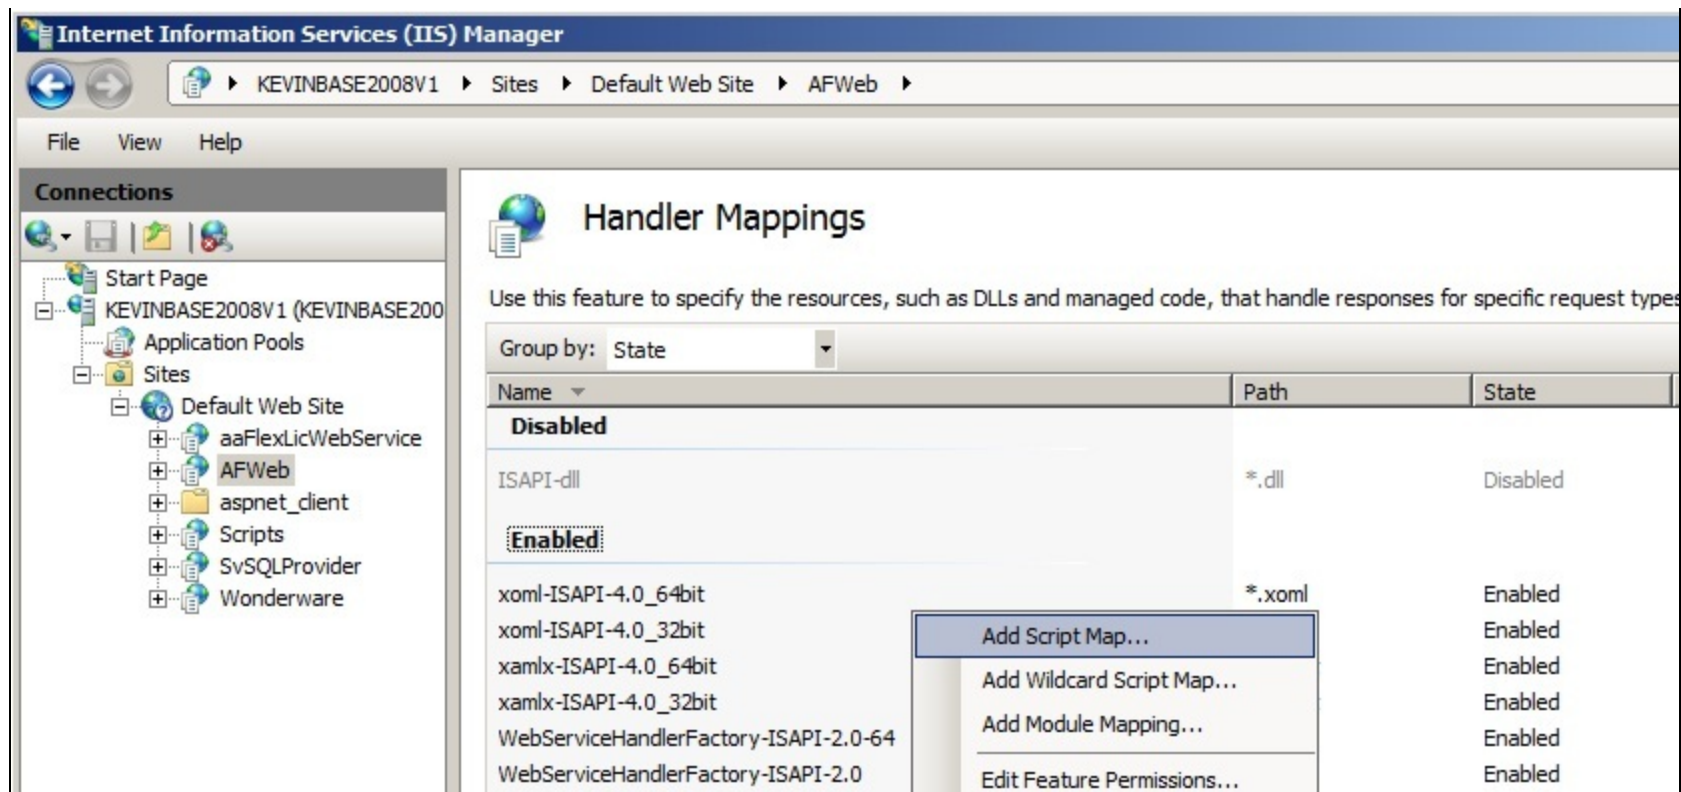 Internet Information Services (IIS) Manager
KEVINBASE2008V1 Sites Default Web Site AFWeb
File View Help
Connections
Start Page
KEVINBASE2008V1 (KEVINBASE200
Application Pools
Sites
Default Web Site
aaFlexLicWebService
AFWeb
aspnet_client
Scripts
SvSQLProvider
Wonderware
Handler Mappings
Use this feature to specify the resources, such as DLLs and managed code, that handle responses for specific request types
Group by: State
Name Path State
Disabled
ISAPI-dll *.dll Disabled
Enabled
xoml-ISAPI-4.0_64bit *.xoml Enabled
xoml-ISAPI-4.0_32bit Enabled
xamlx-ISAPI-4.0_64bit Enabled
xamlx-ISAPI-4.0_32bit Enabled
WebServiceHandlerFactory-ISAPI-2.0-64 Enabled
WebServiceHandlerFactory-ISAPI-2.0 Enabled
Add Script Map...
Add Wildcard Script Map...
Add Module Mapping...
Edit Feature Permissions...